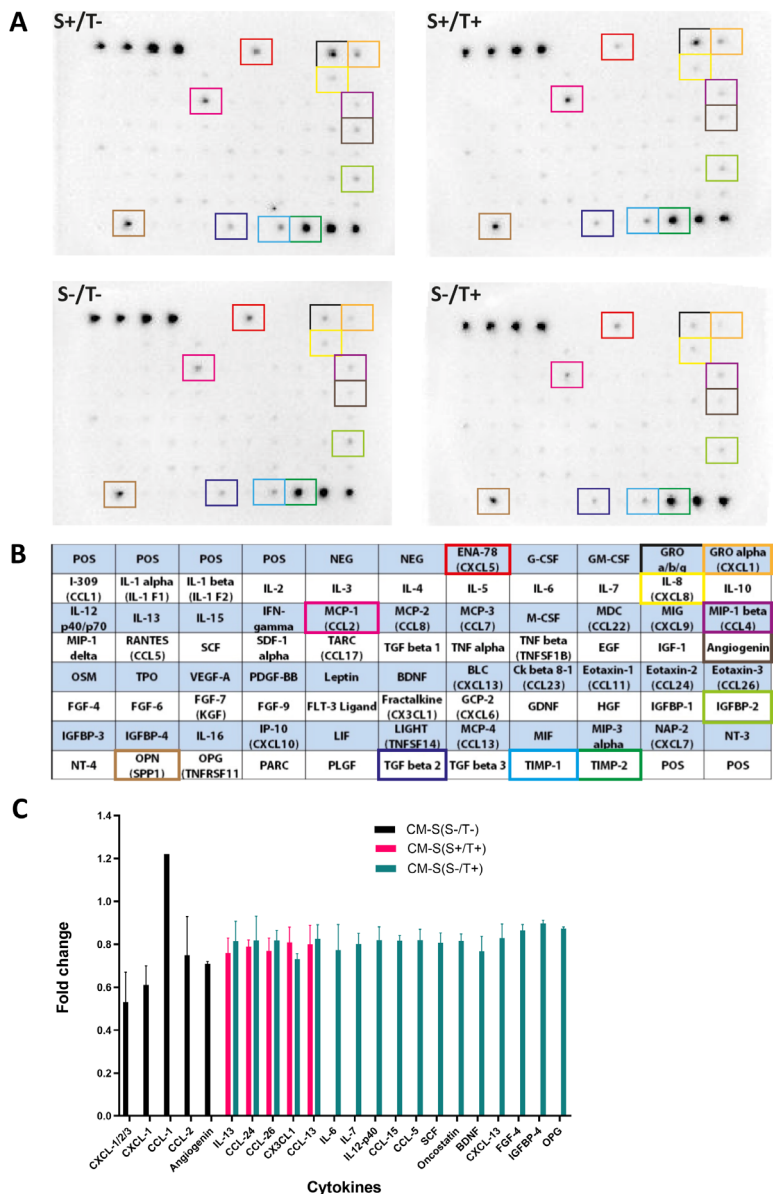 A
S+/T-
S+/T+
S-/T-
S-/T+
B
POS POS POS POS NEG NEG ENA-78 (CXCL5) G-CSF GM-CSF GRO a/b/g GRO alpha (CXCL1)
I-309 (CCL1) IL-1 alpha (IL-1 F1) IL-1 beta (IL-1 F2) IL-2 IL-3 IL-4 IL-5 IL-6 IL-7 IL-8 (CXCL8) IL-10
IL-12 p40/p70 IL-13 IL-15 IFN-gamma MCP-1 (CCL2) MCP-2 (CCL8) MCP-3 (CCL7) M-CSF MDC (CCL22) MIG (CXCL9) MIP-1 beta (CCL4)
MIP-1 delta RANTES (CCL5) SCF SDF-1 alpha TARC (CCL17) TGF beta 1 TNF alpha TNF beta (TNFSF1B) EGF IGF-1 Angiogenin
OSM TPO VEGF-A PDGF-BB Leptin BDNF BLC (CXCL13) Ck beta 8-1 (CCL23) Eotaxin-1 (CCL11) Eotaxin-2 (CCL24) Eotaxin-3 (CCL26)
FGF-4 FGF-6 FGF-7 (KGF) FGF-9 FLT-3 Ligand Fractalkine (CX3CL1) GCP-2 (CXCL6) GDNF HGF IGFBP-1 IGFBP-2
IGFBP-3 IGFBP-4 IL-16 IP-10 (CXCL10) LIF LIGHT (TNFSF14) MCP-4 (CCL13) MIF MIP-3 alpha NAP-2 (CXCL7) NT-3
NT-4 OPN (SPP1) OPG (TNFRSF11 PARC PLGF TGF beta 2 TGF beta 3 TIMP-1 TIMP-2 POS POS
C
CM-S(S-/T-)
CM-S(S+/T+)
CM-S(S-/T+)
Fold change
1.4
1.2
1.0
0.8
0.6
0.4
0.2
0.0
CXCL-1/2/3 CXCL-1 CCL-1 CCL-2 Angiogenin IL-13 CCL-24 CCL-26 CX3CL1 CCL-13 IL-6 IL-7 IL12-p40 CCL-15 CCL-5 SCF Oncostatin BDNF CXCL-13 FGF-4 IGFBP-4 OPG
Cytokines